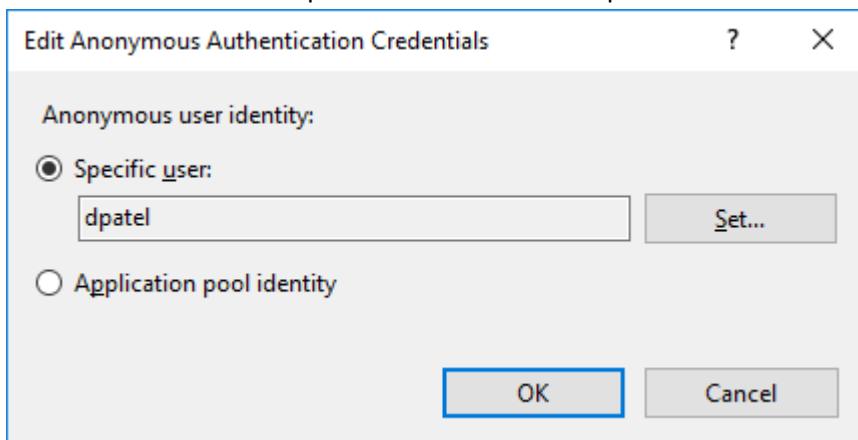 Edit Anonymous Authentication Credentials ?
Anonymous user identity:
Specific user:
dpatel Set...
Application pool identity
OK Cancel